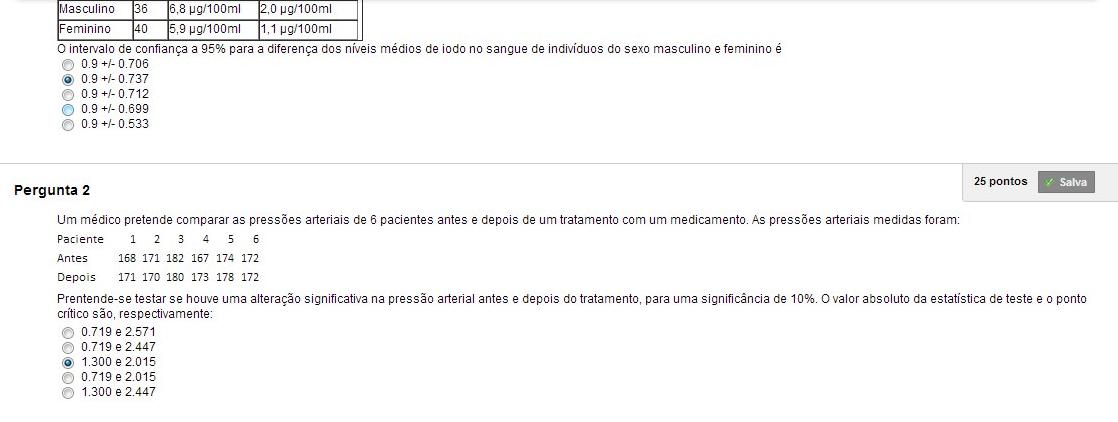 Masculino 36 6,8 µg/100ml 2,0 µg/100ml
Feminino 40 5,9 µg/100ml 1,1 µg/100ml
O intervalo de confiança a 95% para a diferença dos níveis médios de iodo no sangue de indivíduos do sexo masculino e feminino é
0.9 +/- 0.706
0.9 +/- 0.737
0.9 +/- 0.712
0.9 +/- 0.699
0.9 +/- 0.533
Pergunta 2
25 pontos Salva
Um médico pretende comparar as pressões arteriais de 6 pacientes antes e depois de um tratamento com um medicamento. As pressões arteriais medidas foram:
Paciente 1 2 3 4 5 6
Antes 168 171 182 167 174 172
Depois 171 170 180 173 178 172
Prentende-se testar se houve uma alteração significativa na pressão arterial antes e depois do tratamento, para uma significância de 10%. O valor absoluto da estatística de teste e o ponto
crítico são, respectivamente:
0.719 e 2.571
0.719 e 2.447
1.300 e 2.015
0.719 e 2.015
1.300 e 2.447